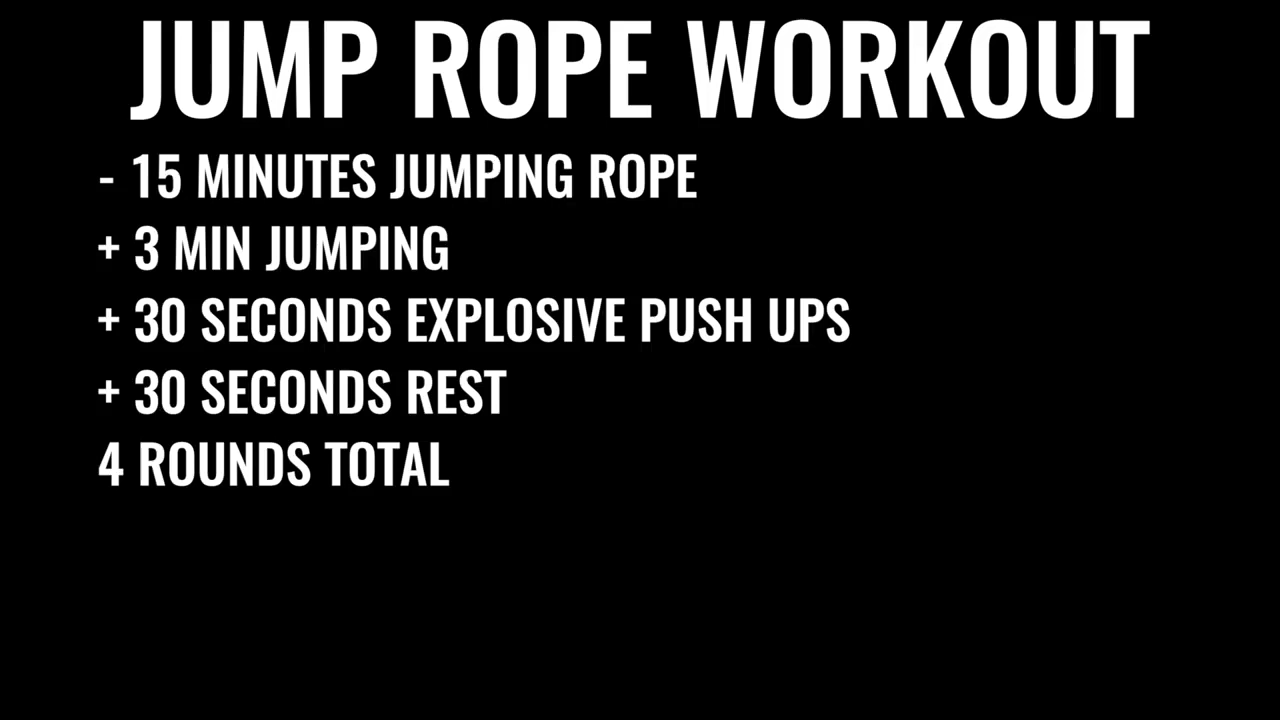 JUMP ROPE WORKOUT
- 15 MINUTES JUMPING ROPE
+ 3 MIN JUMPING
+ 30 SECONDS EXPLOSIVE PUSH UPS
+ 30 SECONDS REST
4 ROUNDS TOTAL